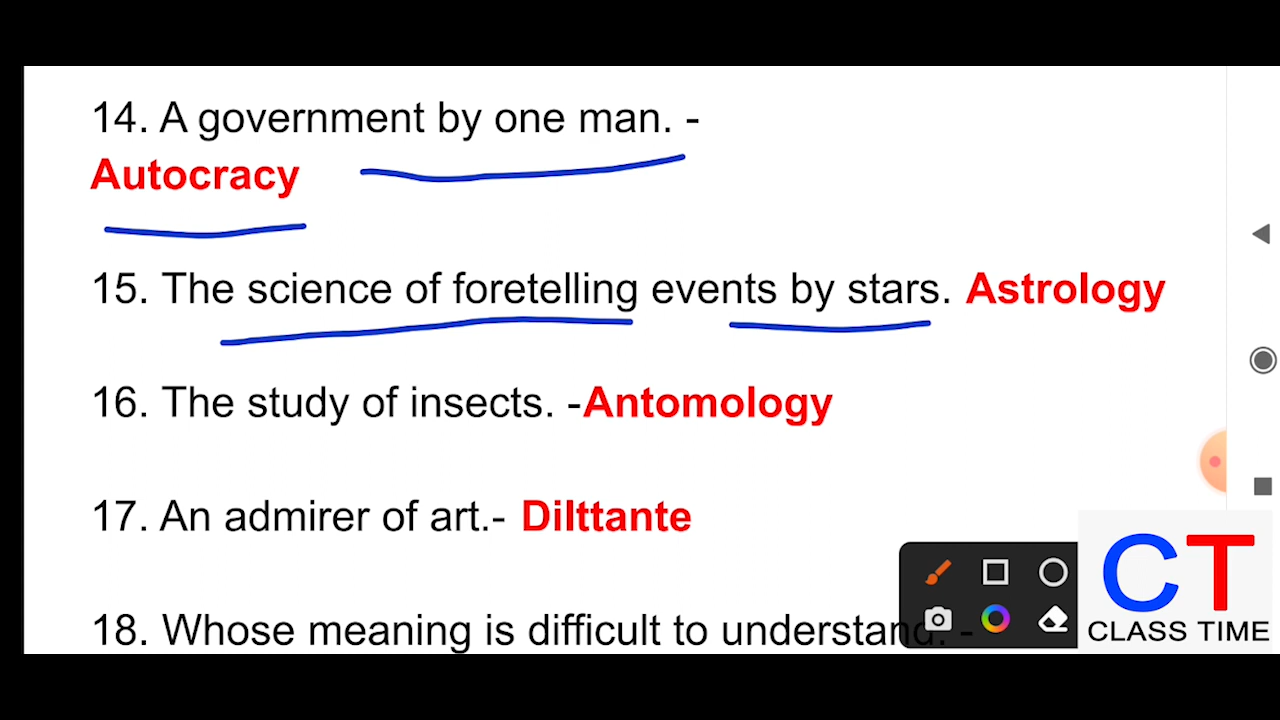 14. A government by one man. -
Autocracy
15. The science of foretelling events by stars. Astrology
16. The study of insects. -Antomology
17. An admirer of art.- Dilttante
18. Whose meaning is difficult to understand. -
CT
CLASS TIME